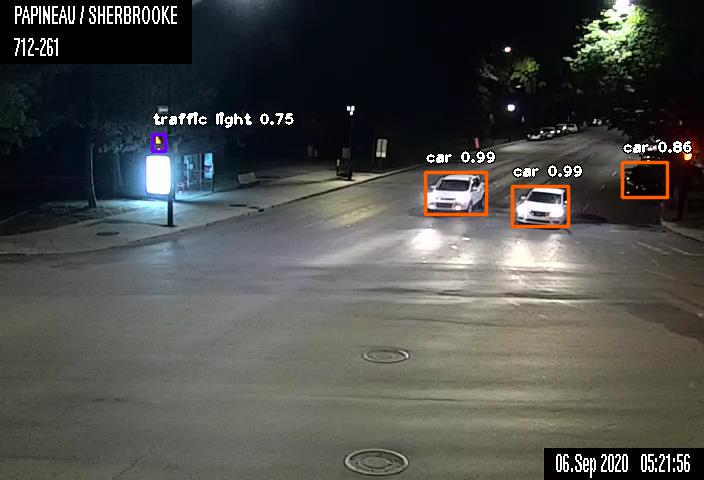 PAPINEAU / SHERBROOKE
712-261
traffic light 0.75
car 0.99
car 0.99
car 0.86
06.Sep 2020 05:21:56